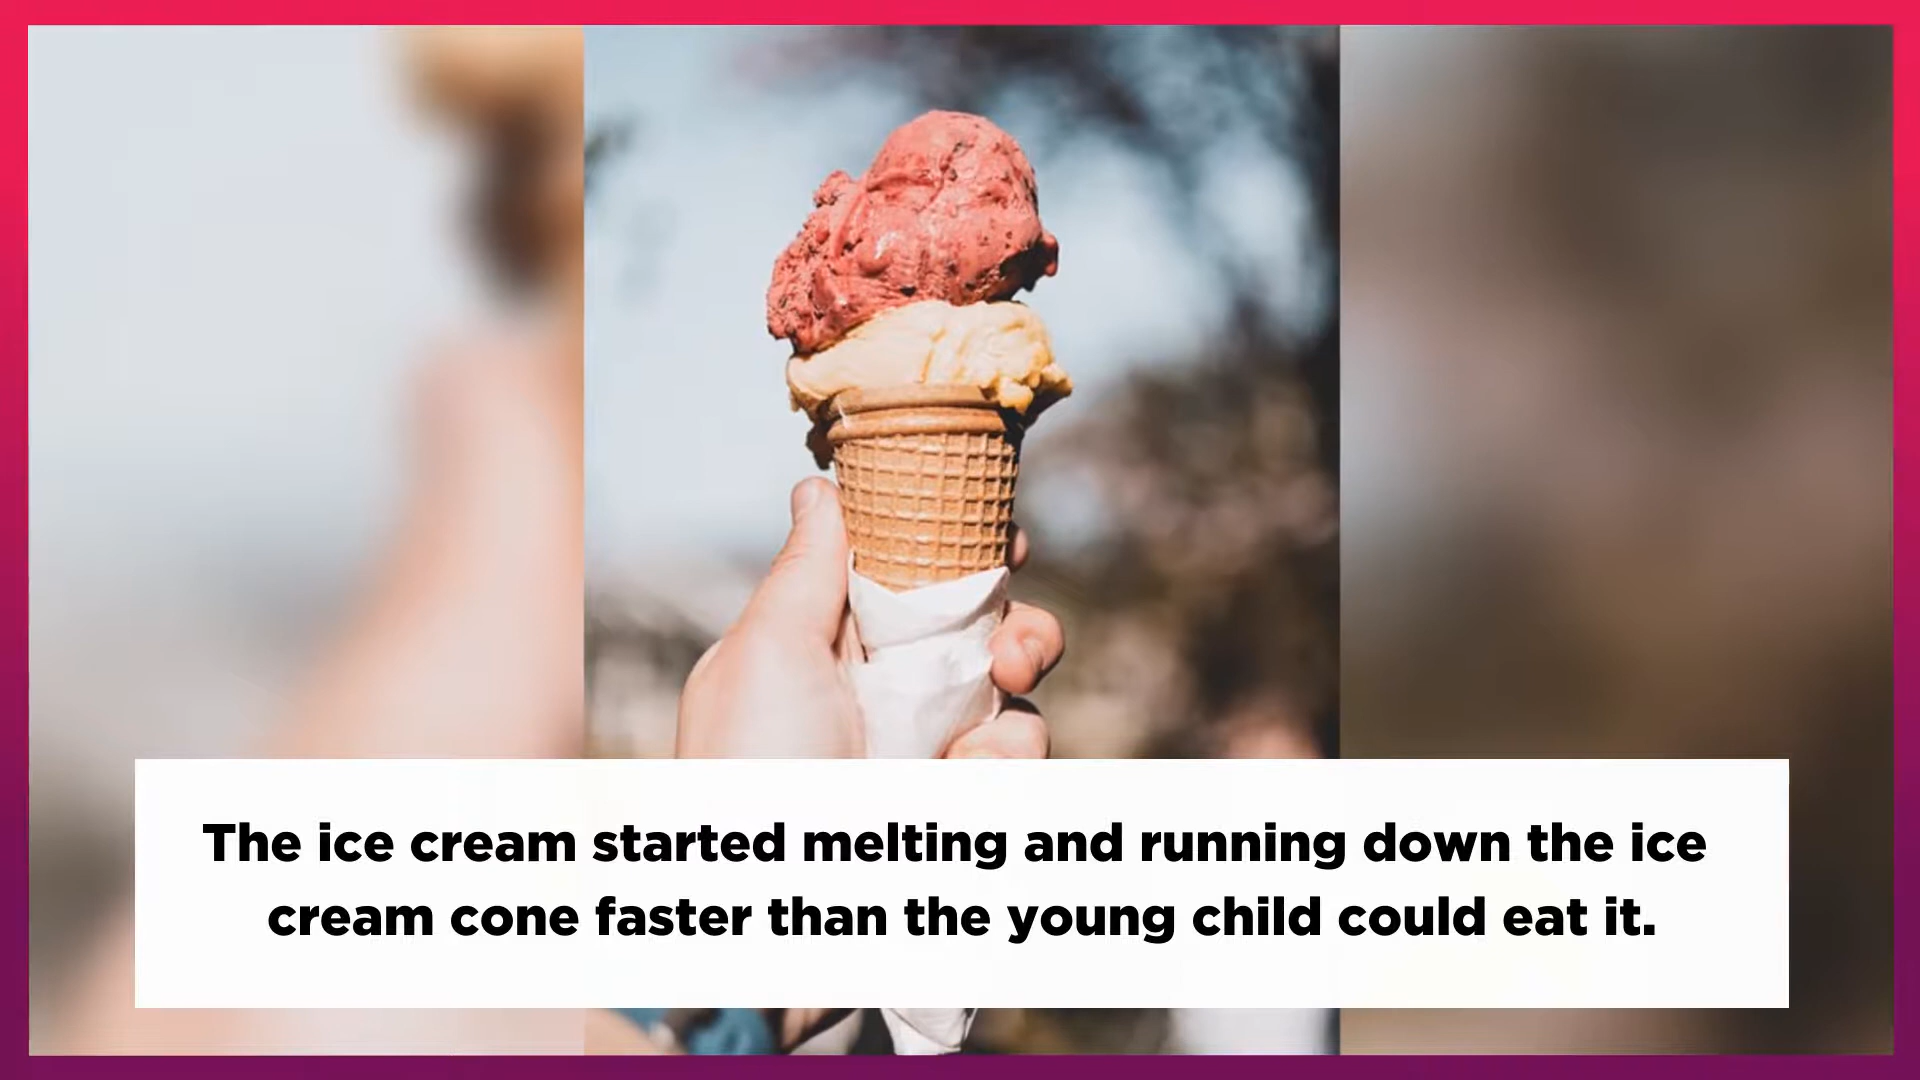 The ice cream started melting and running down the ice
cream cone faster than the young child could eat it.